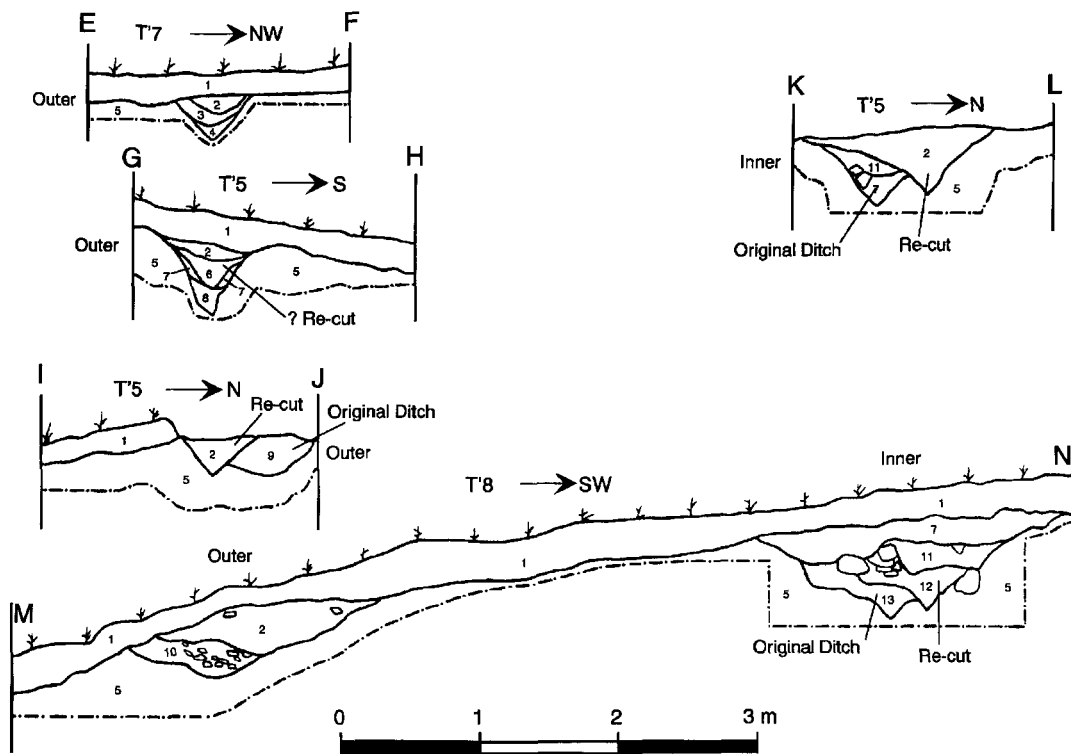 E T'7 NW F
1
Outer 5 2
3
4
G T'5 S H
1
Outer 2
5 6 5
7 7
8
? Re-cut
K T'5 N L
Inner 2
11
7 5
Original Ditch Re-cut
I T'5 N J
Re-cut Original Ditch
1
2 9 Outer
5
T'8 SW Inner N
1
Outer 7
1 11
M 5 12 5
1 2 13
10 Original Ditch Re-cut
5
0 1 2 3 m